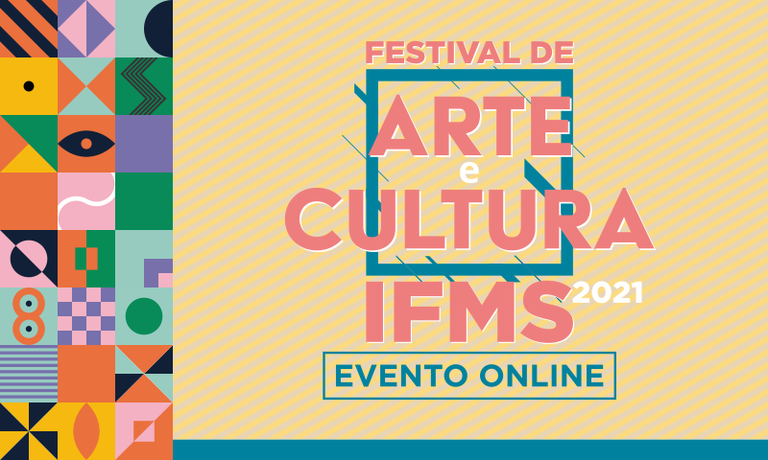 FESTIVAL DE
ARTE
e
CULTURA
IFMS 2021
EVENTO ONLINE